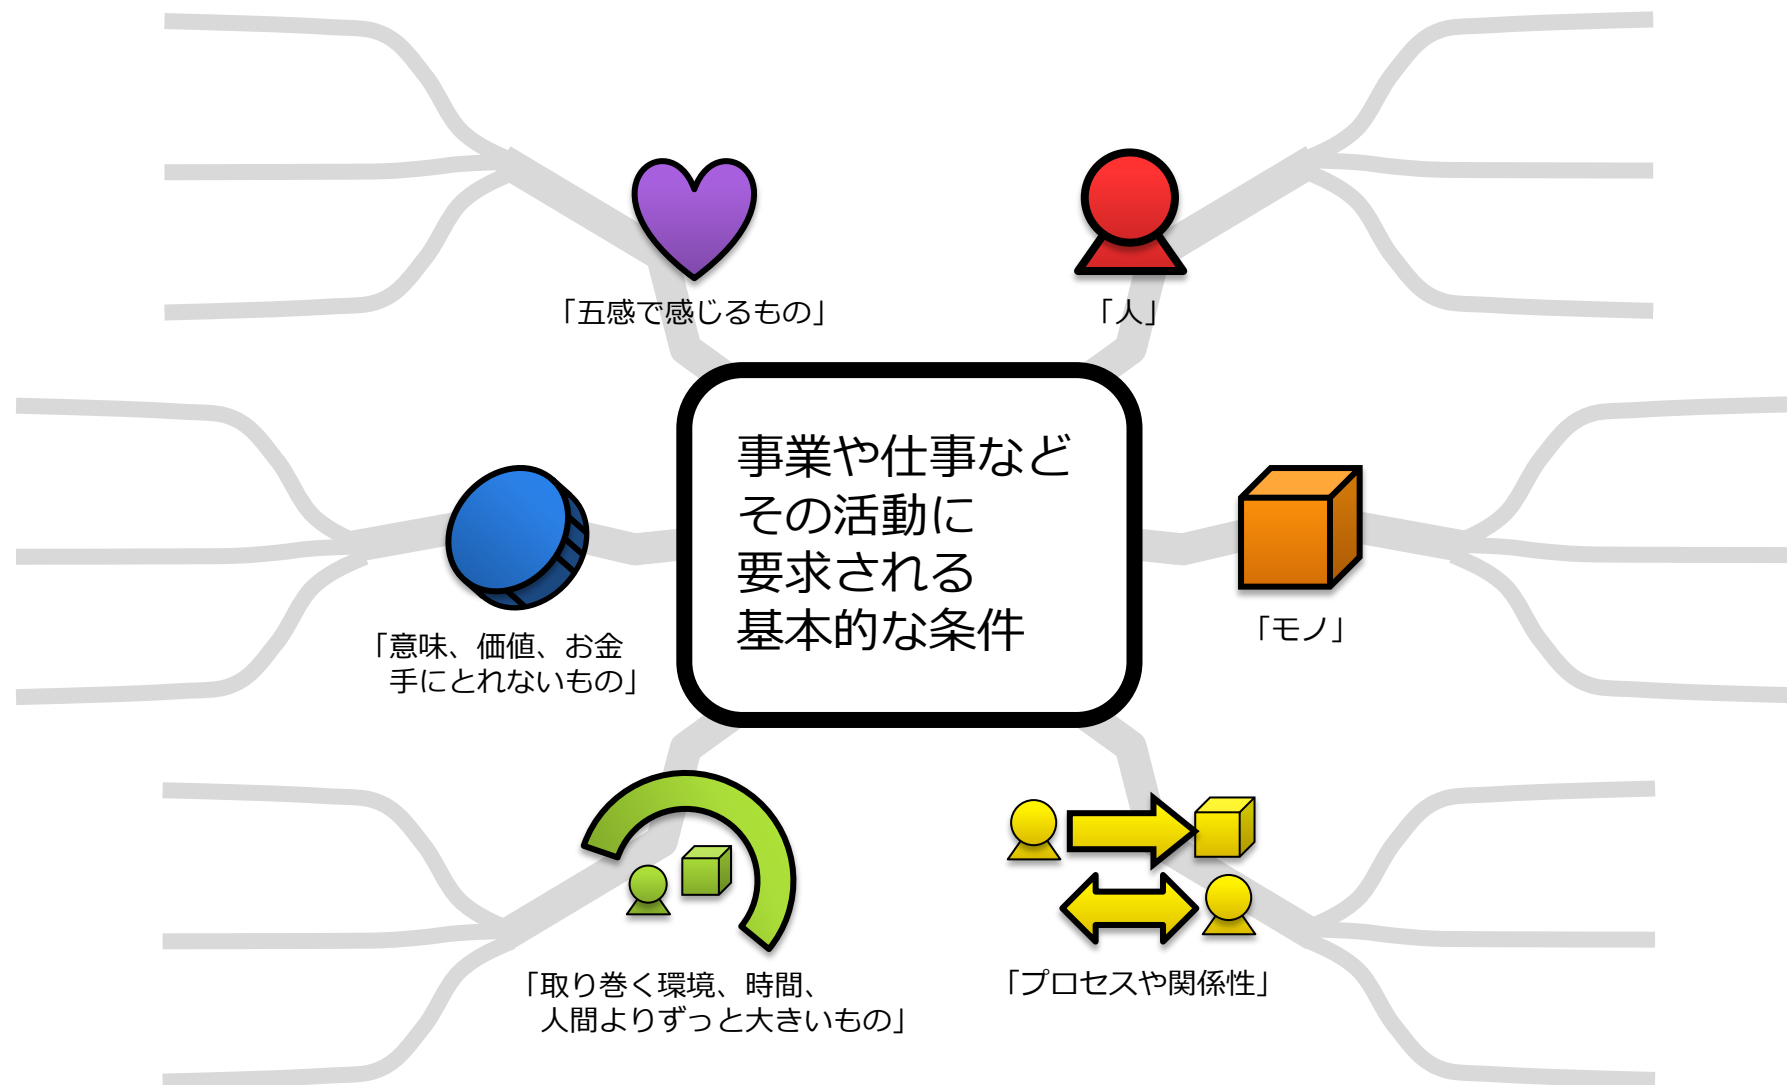 「五感で感じるもの」
「人」
事業や仕事など
その活動に
要求される
基本的な条件
「意味、価値、お金
手にとれないもの」
「モノ」
「取り巻く環境、時間、
人間よりずっと大きいもの」
「プロセスや関係性」